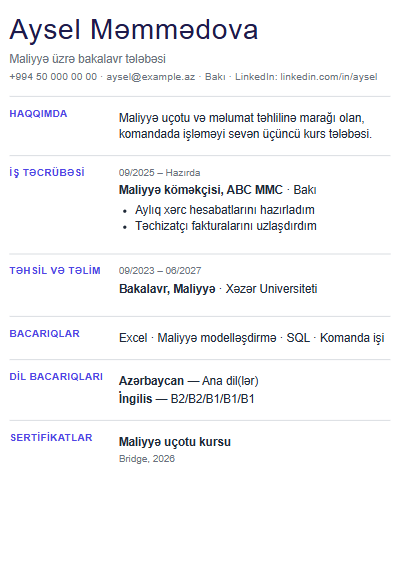 Aysel Məmmədova
Maliyyə üzrə bakalavr tələbəsi
+994 50 000 00 00 · aysel@example.az · Bakı · LinkedIn: linkedin.com/in/aysel
HAQQIMDA
Maliyyə uçotu və məlumat təhlilinə marağı olan,
komandada işləməyi sevən üçüncü kurs tələbəsi.
İŞ TƏCRÜBƏSİ
09/2025 – Hazırda
Maliyyə köməkçisi, ABC MMC · Bakı
• Aylıq xərc hesabatlarını hazırladım
• Təchizatçı fakturalarını uzlaşdırdım
TƏHSİL VƏ TƏLİM
09/2023 – 06/2027
Bakalavr, Maliyyə · Xəzər Universiteti
BACARIQLAR
Excel · Maliyyə modelləşdirmə · SQL · Komanda işi
DİL BACARIQLARI
Azərbaycan — Ana dil(lər)
İngilis — B2/B2/B1/B1/B1
SERTİFİKATLAR
Maliyyə uçotu kursu
Bridge, 2026